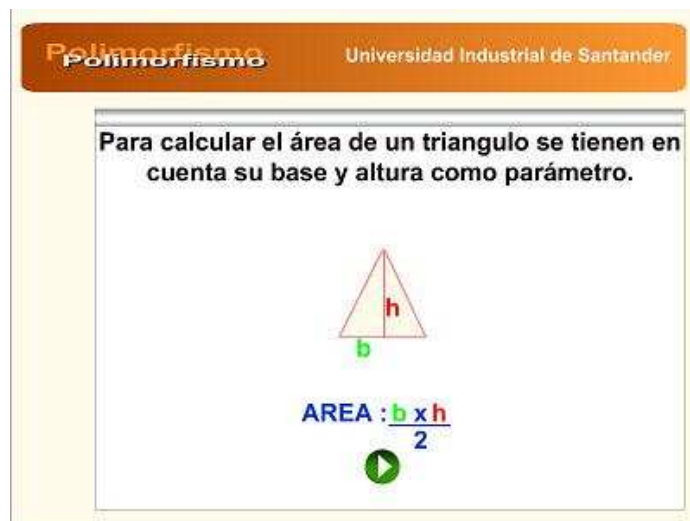 Polimorfismo
Universidad Industrial de Santander
Para calcular el área de un triangulo se tienen en
cuenta su base y altura como parámetro.
h
b
AREA : b x h
2